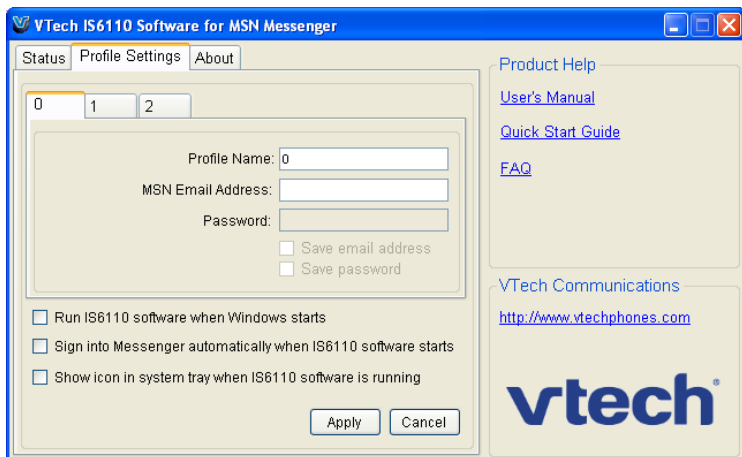 VTech IS6110 Software for MSN Messenger
Status
Profile Settings
About
0
1
2
Profile Name: 0
MSN Email Address:
Password:
Save email address
Save password
Run IS6110 software when Windows starts
Sign into Messenger automatically when IS6110 software starts
Show icon in system tray when IS6110 software is running
Apply
Cancel
Product Help
User's Manual
Quick Start Guide
FAQ
VTech Communications
http://www.vtechphones.com
vtech®